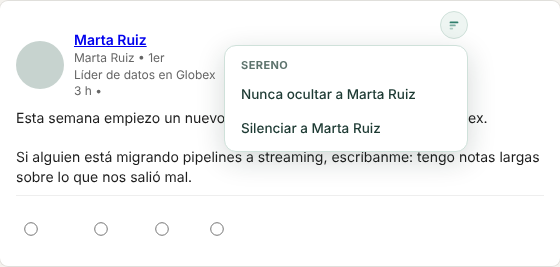 Marta Ruiz
Marta Ruiz • 1er
Líder de datos en Globex
3 h •
SERENO
Nunca ocultar a Marta Ruiz
Silenciar a Marta Ruiz
Esta semana empiezo un nuevo ex.
Si alguien está migrando pipelines a streaming, escríbanme: tengo notas largas
sobre lo que nos salió mal.